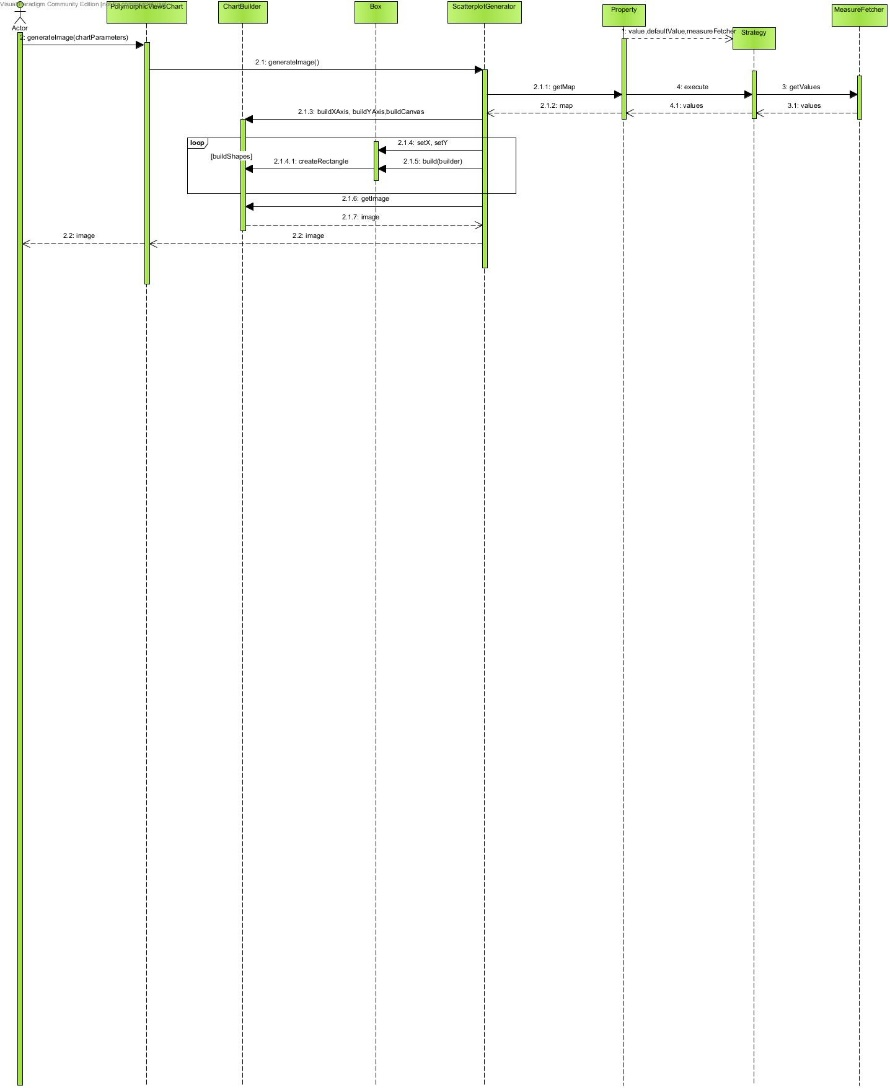 Visual Paradigm Community Edition
PolymorphicViewsChart
ChartBuilder
Box
ScatterplotGenerator
Property
Strategy
MeasureFetcher
Actor
1: value,defaultValue,measureFetcher
2: generateImage(chartParameters)
2.1: generateImage()
2.1.1: getMap
4: execute
3: getValues
2.1.2: map
4.1: values
3.1: values
2.1.3: buildXAxis, buildYAxis,buildCanvas
loop
[buildShapes]
2.1.4: setX, setY
2.1.4.1: createRectangle
2.1.5: build(builder)
2.1.6: getImage
2.1.7: image
2.2: image
2.2: image